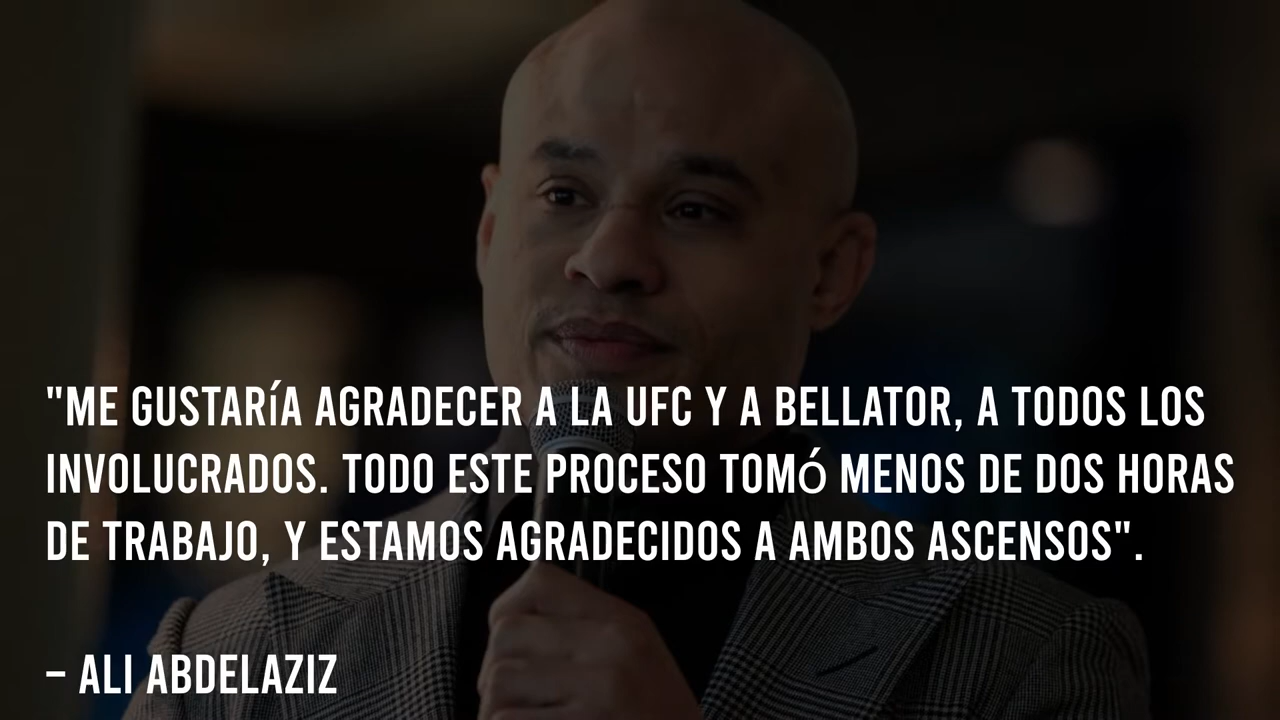 "ME GUSTARíA AGRADECER A LA UFC Y A BELLATOR, A TODOS LOS
INVOLUCRADOS. TODO ESTE PROCESO TOMÓ MENOS DE DOS HORAS
DE TRABAJO, Y ESTAMOS AGRADECIDOS A AMBOS ASCENSOS".
– ALI ABDELAZIZ